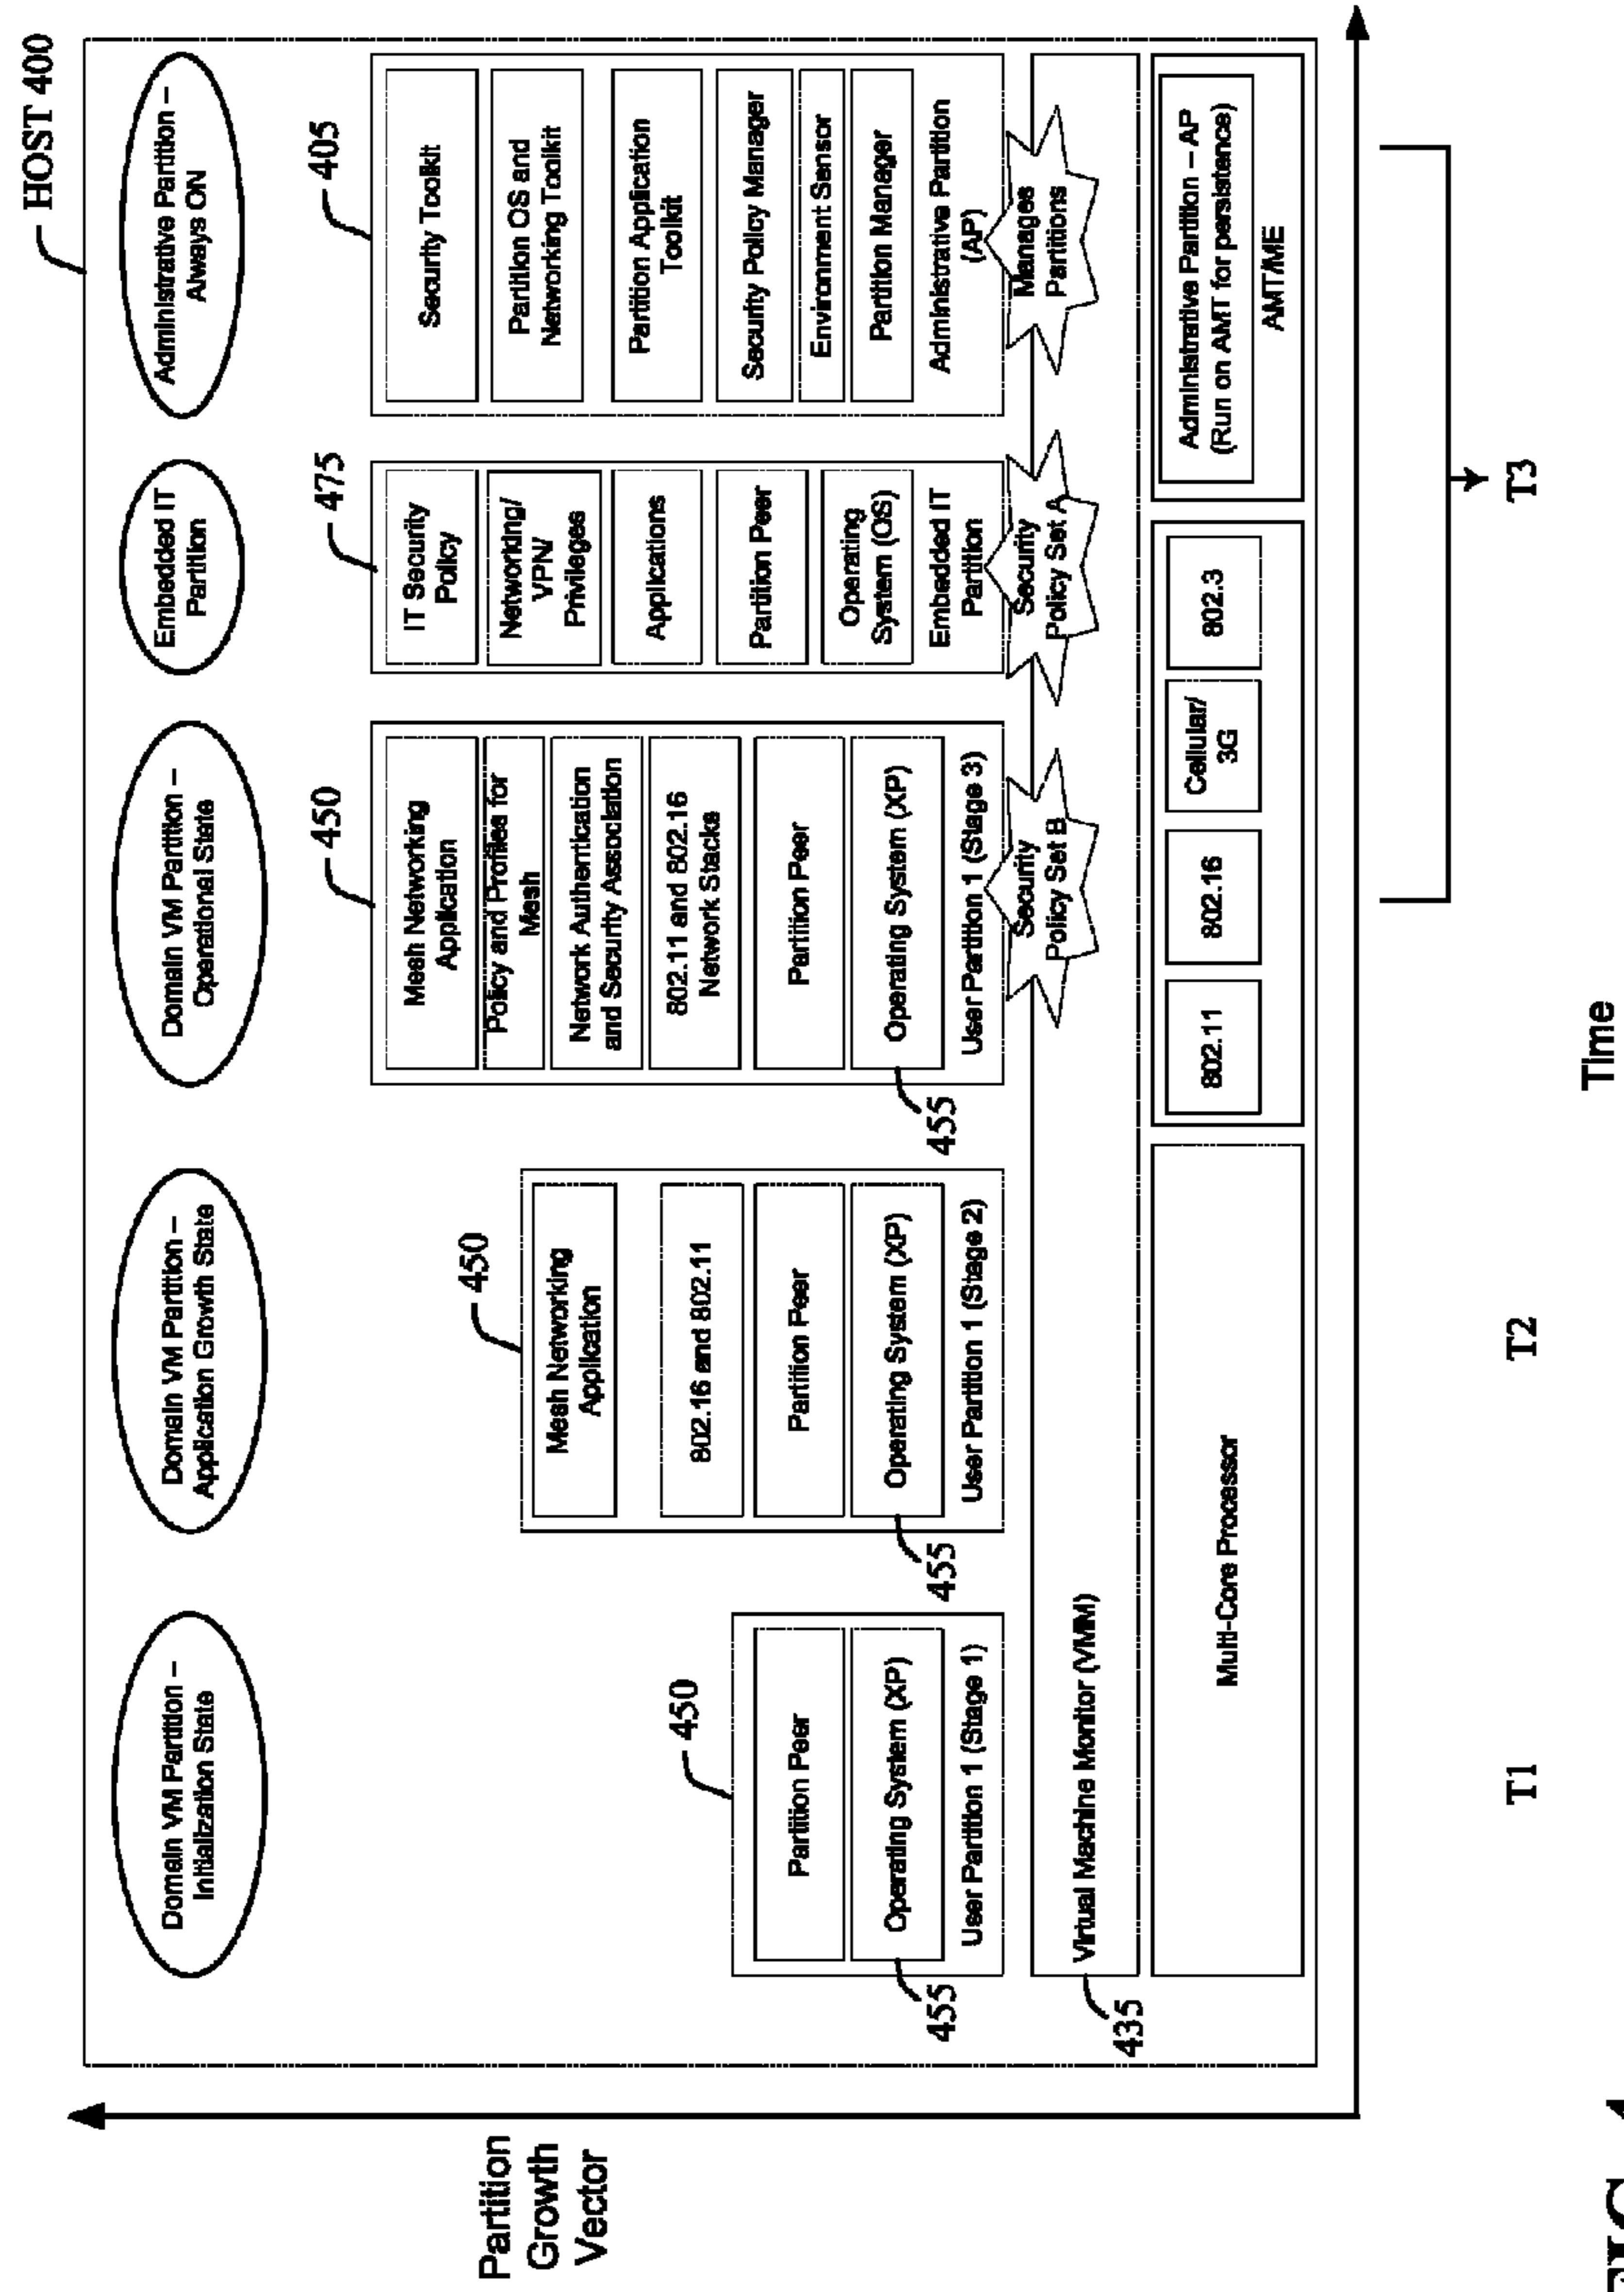 HOST 400
Domain VM Partition –
Initialization State
Domain VM Partition –
Application Growth State
Domain VM Partition –
Operational State
Embedded IT
Partition
Administrative Partition –
Always ON
Partition
Growth
Vector
450
Partition Peer
Operating System (XP)
User Partition 1 (Stage 1)
455
450
Mesh Networking
Application
802.16 and 802.11
Partition Peer
Operating System (XP)
User Partition 1 (Stage 2)
455
450
Mesh Networking
Application
Policy and Profiles for
Mesh
Network Authentication
and Security Association
802.11 and 802.16
Network Stacks
Partition Peer
Operating System (XP)
User Partition 1 (Stage 3)
455
475
IT Security
Policy
Networking/
VPN/
Privileges
Applications
Partition Peer
Operating
System (OS)
Embedded IT
Partition
405
Security Toolkit
Partition OS and
Networking Toolkit
Partition Application
Toolkit
Security Policy Manager
Environment Sensor
Partition Manager
Administrative Partition
(AP)
Security
Policy Set B
Security
Policy Set A
Manages
Partitions
Virtual Machine Monitor (VMM)
435
Multi-Core Processor
802.11
802.16
Cellular/
3G
802.3
Administrative Partition – AP
(Run on AMT for persistence)
AMT/ME
T1
T2
T3
Time